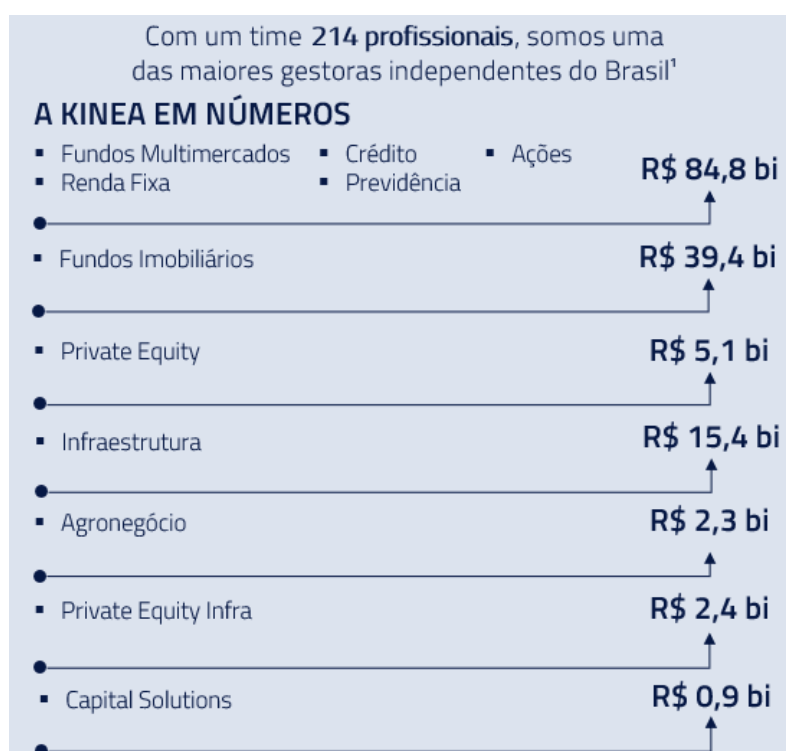 Com um time 214 profissionais, somos uma
das maiores gestoras independentes do Brasil¹
A KINEA EM NÚMEROS
▪ Fundos Multimercados ▪ Crédito ▪ Ações
▪ Renda Fixa ▪ Previdência
R$ 84,8 bi
▪ Fundos Imobiliários R$ 39,4 bi
▪ Private Equity R$ 5,1 bi
▪ Infraestrutura R$ 15,4 bi
▪ Agronegócio R$ 2,3 bi
▪ Private Equity Infra R$ 2,4 bi
▪ Capital Solutions R$ 0,9 bi